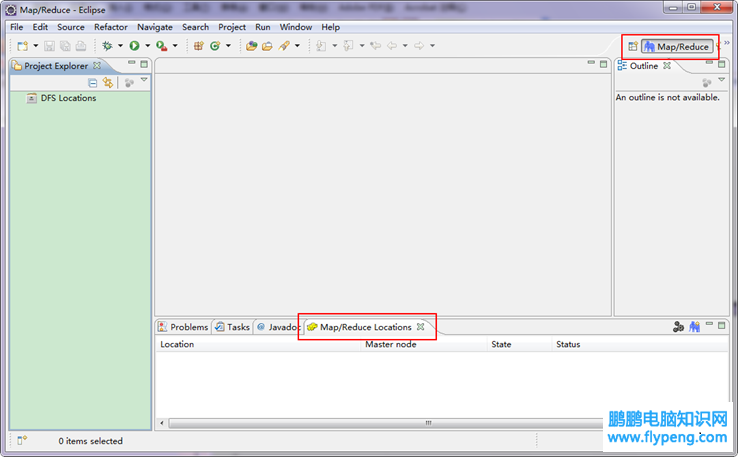 Map/Reduce - Eclipse
File Edit Source Refactor Navigate Search Project Run Window Help
Map/Reduce
Project Explorer
Outline
DFS Locations
An outline is not available.
Problems Tasks Javadoc Map/Reduce Locations
Location Master node State Status
0 items selected
鹏鹏电脑知识网
www.flypeng.com